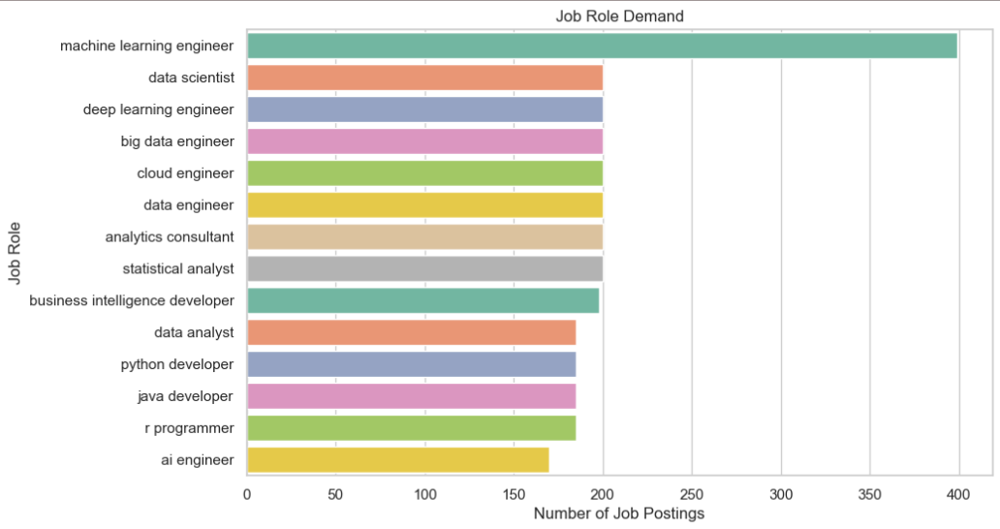 Job Role Demand
machine learning engineer
data scientist
deep learning engineer
big data engineer
cloud engineer
data engineer
analytics consultant
statistical analyst
business intelligence developer
data analyst
python developer
java developer
r programmer
ai engineer
Job Role
0 50 100 150 200 250 300 350 400
Number of Job Postings